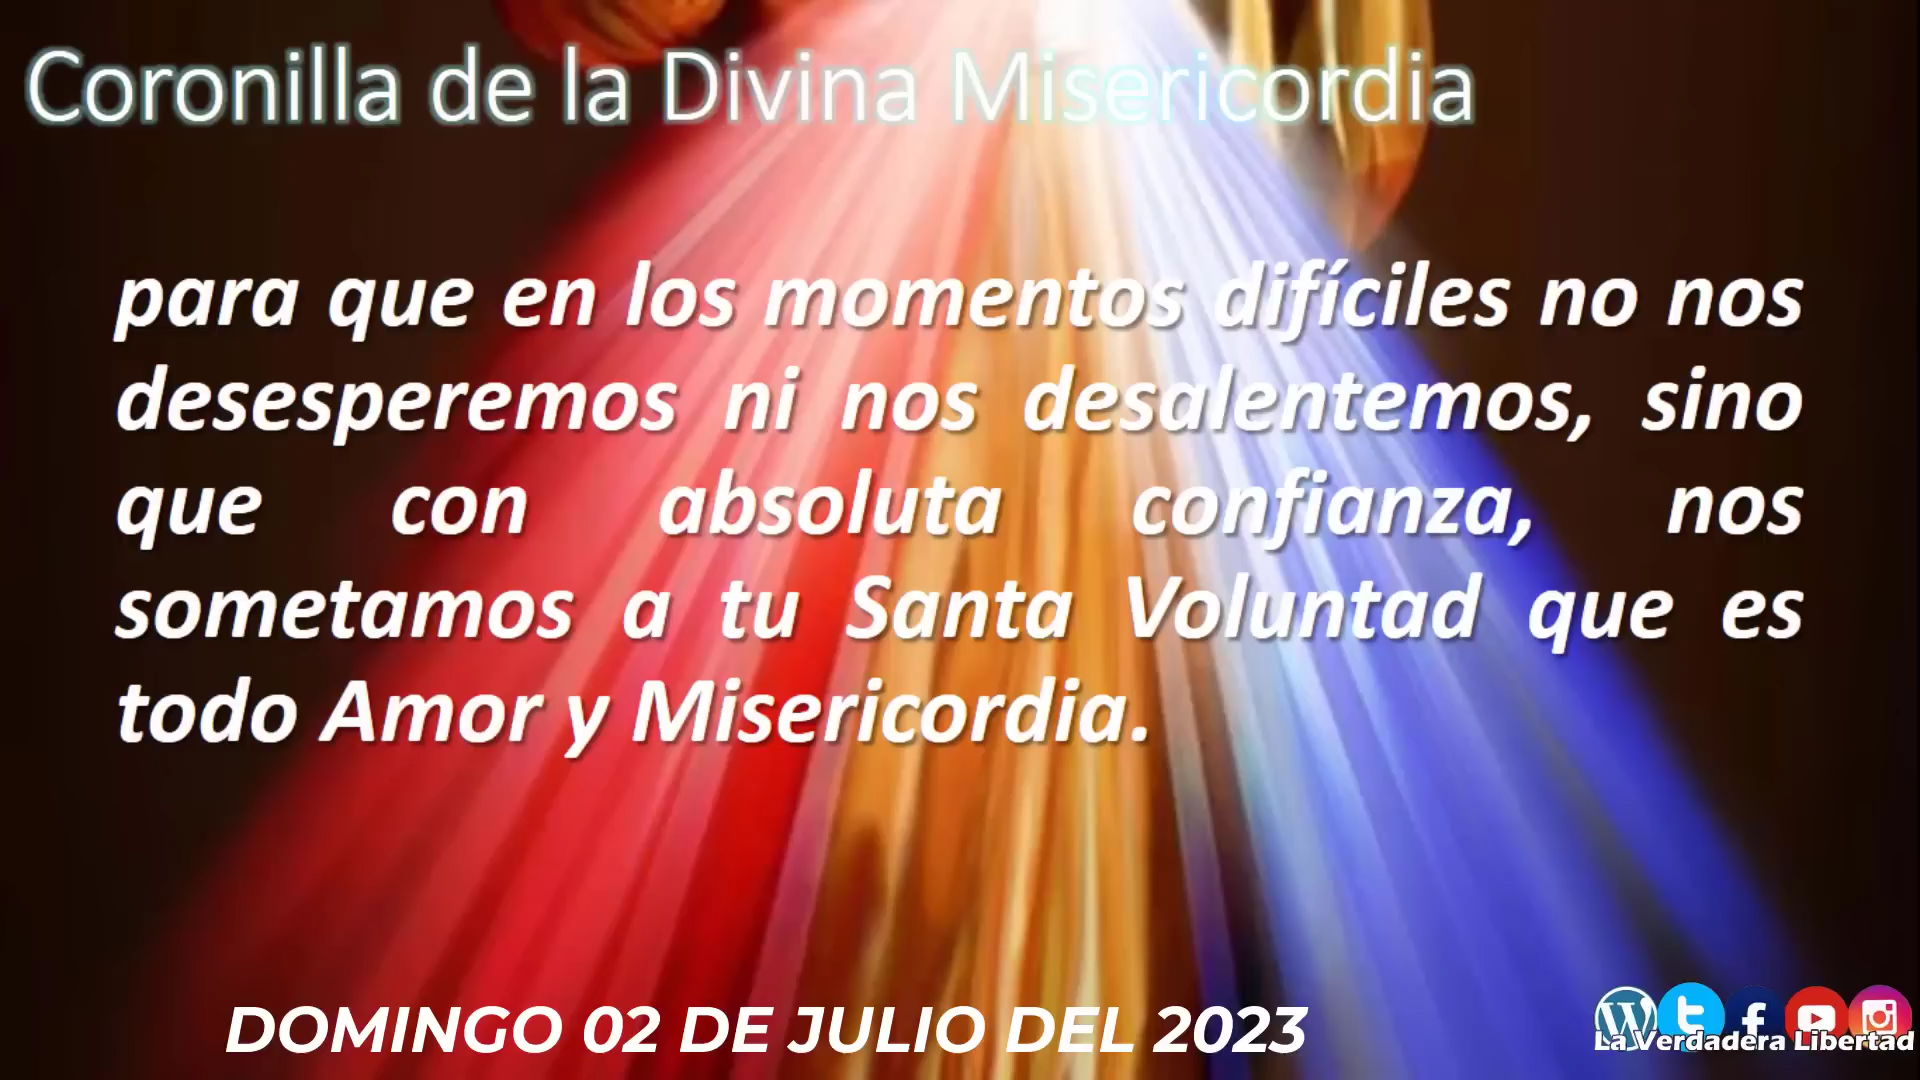 Coronilla de la Divina Misericordia
para que en los momentos difíciles no nos
desesperemos ni nos desalentemos, sino
que con absoluta confianza, nos
sometamos a tu Santa Voluntad que es
todo Amor y Misericordia.
DOMINGO 02 DE JULIO DEL 2023
La Verdadera Libertad